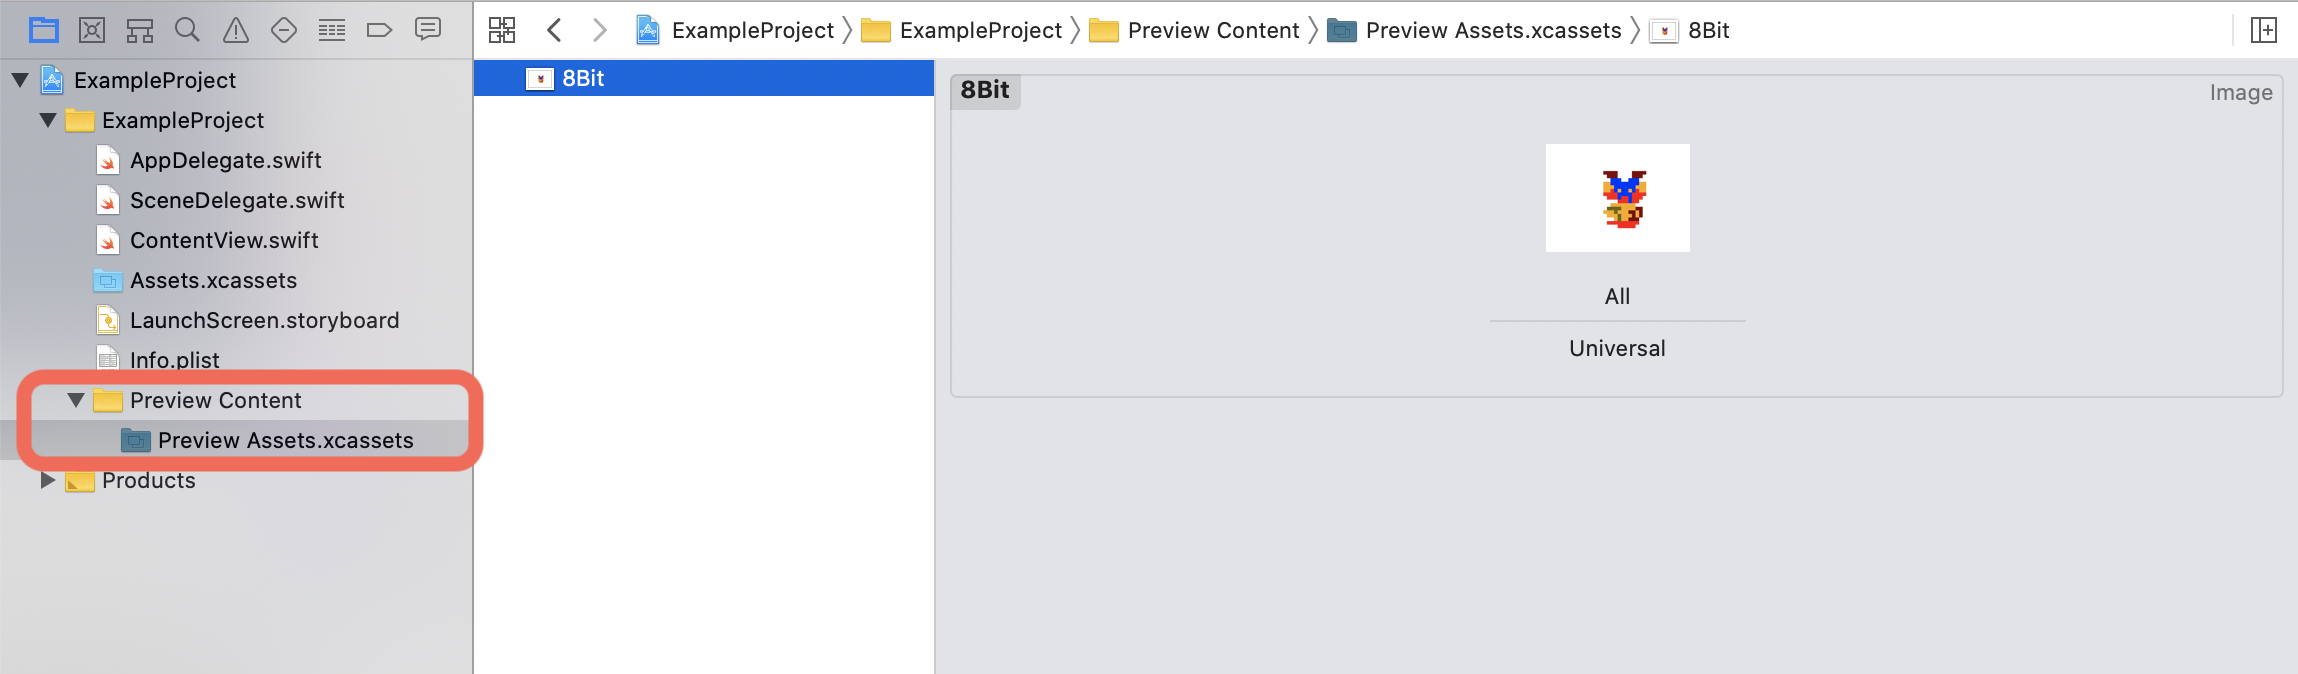 ExampleProject ExampleProject Preview Content Preview Assets.xcassets 8Bit
ExampleProject
ExampleProject
AppDelegate.swift
SceneDelegate.swift
ContentView.swift
Assets.xcassets
LaunchScreen.storyboard
Info.plist
Preview Content
Preview Assets.xcassets
Products
8Bit
8Bit
Image
All
Universal